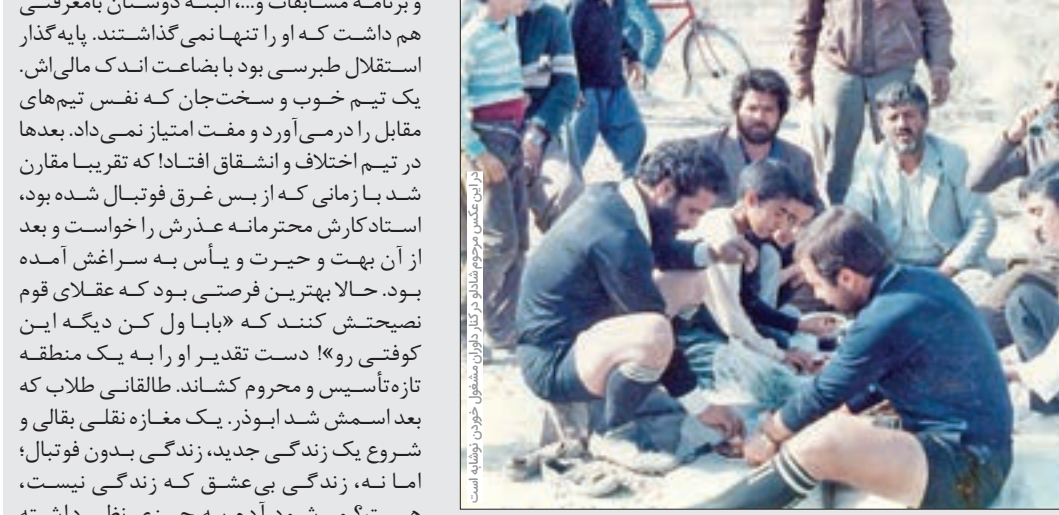 و برنامه مسابقات و...، البته دوستان بامعرفتی
هم داشت که او را تنها نمی‌گذاشتند. پایه‌گذار
استقلال طبرسی بود با بضاعت اندک مالی‌اش.
یک تیم خوب و سخت‌جان که نفس تیم‌های
مقابل را درمی‌آورد و مفت امتیاز نمی‌داد. بعدها
در تیم اختلاف و انشقاق افتاد! که تقریبا مقارن
شد با زمانی که از بس غرق فوتبال شده بود،
استادکارش محترمانه عذرش را خواست و بعد
از آن بهت و حیرت و یأس به سراغش آمده
بود. حالا بهترین فرصتی بود که عقلای قوم
نصیحتش کنند که «بابا ول کن دیگه این
کوفتی رو»! دست تقدیر او را به یک منطقه
تازه‌تأسیس و محروم کشاند. طالقانی طلاب که
بعد اسمش شد ابوذر. یک مغازه نقلی بقالی و
شروع یک زندگی جدید، زندگی بدون فوتبال؛
اما نه، زندگی بی‌عشق که زندگی نیست،
در این عکس مرحوم شادلو در کنار داوران مشغول خوردن نوشابه است